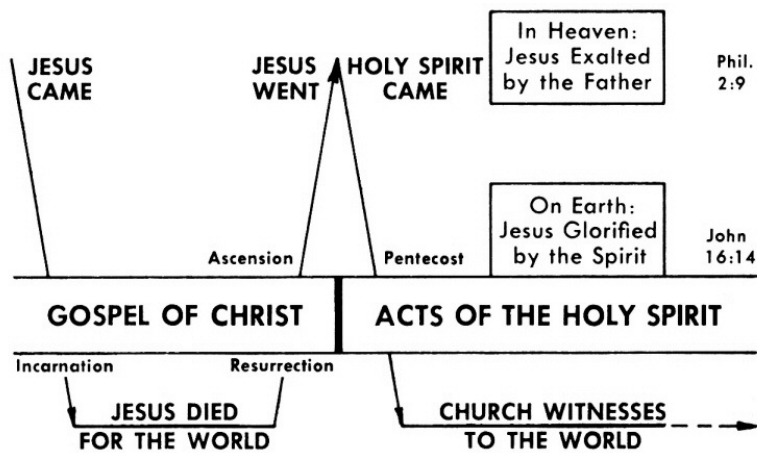 JESUS
CAME
JESUS
WENT
HOLY SPIRIT
CAME
In Heaven:
Jesus Exalted
by the Father
Phil.
2:9
Ascension
Pentecost
On Earth:
Jesus Glorified
by the Spirit
John
16:14
GOSPEL OF CHRIST
ACTS OF THE HOLY SPIRIT
Incarnation
Resurrection
JESUS DIED
FOR THE WORLD
CHURCH WITNESSES
TO THE WORLD